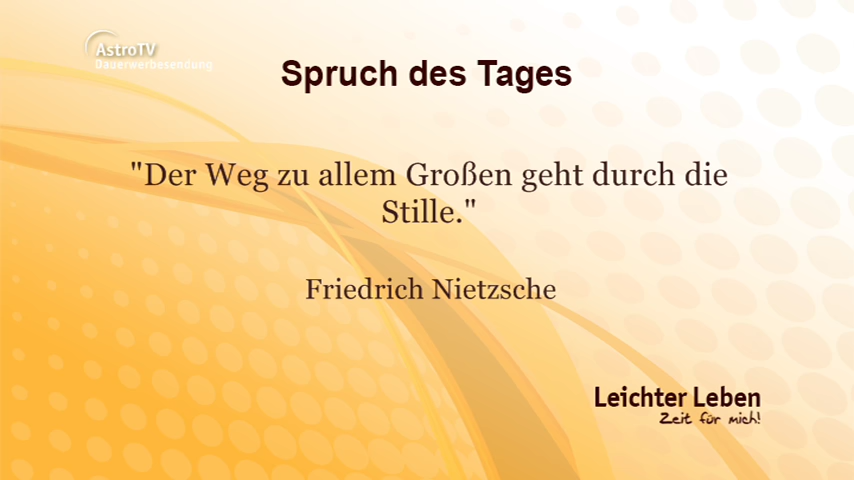 AstroTV
Dauerwerbesendung
Spruch des Tages
"Der Weg zu allem Großen geht durch die
Stille."
Friedrich Nietzsche
Leichter Leben
Zeit für mich!